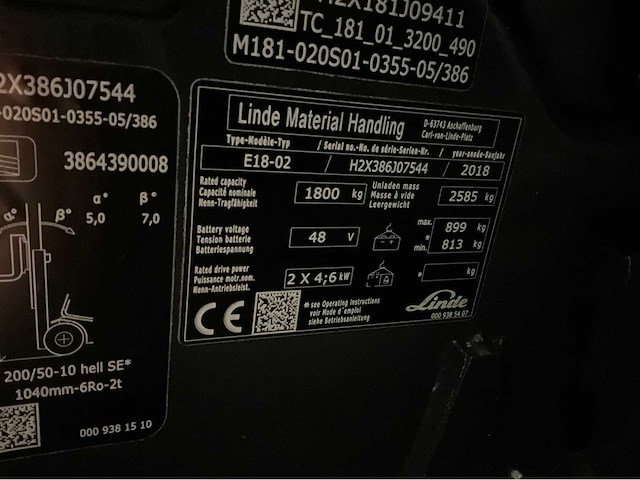 H2X181J09411
TC_181_01_3200_490
M181-020S01-0355-05/386
2X386J07544
-020S01-0355-05/386
3864390008
α° β°
α° β° 5,0 7,0
200/50-10 hell SE*
1040mm-6Ro-2t
000 938 15 10
Linde Material Handling
D-63743 Aschaffenburg
Carl-von-Linde-Platz
Type-Modèle-Typ / Serial no.-No. de série-Serien-Nr. / year-année-Baujahr
E18-02 / H2X386J07544 / 2018
Rated capacity
Capacité nominale
Nenn-Tragfähigkeit
1800 kg
Unladen mass
Masse à vide
Leergewicht
2585 kg
Battery voltage
Tension batterie
Batteriespannung
48 V
max. 899 kg
*
min. 813 kg
Rated drive power
Puissance motr.nom.
Nenn-Antriebsleist.
2 X 4;6 kW
* kg
CE
* see Operating Instructions
voir Mode d'emploi
siehe Betriebsanleitung
Linde
000 938 54 07